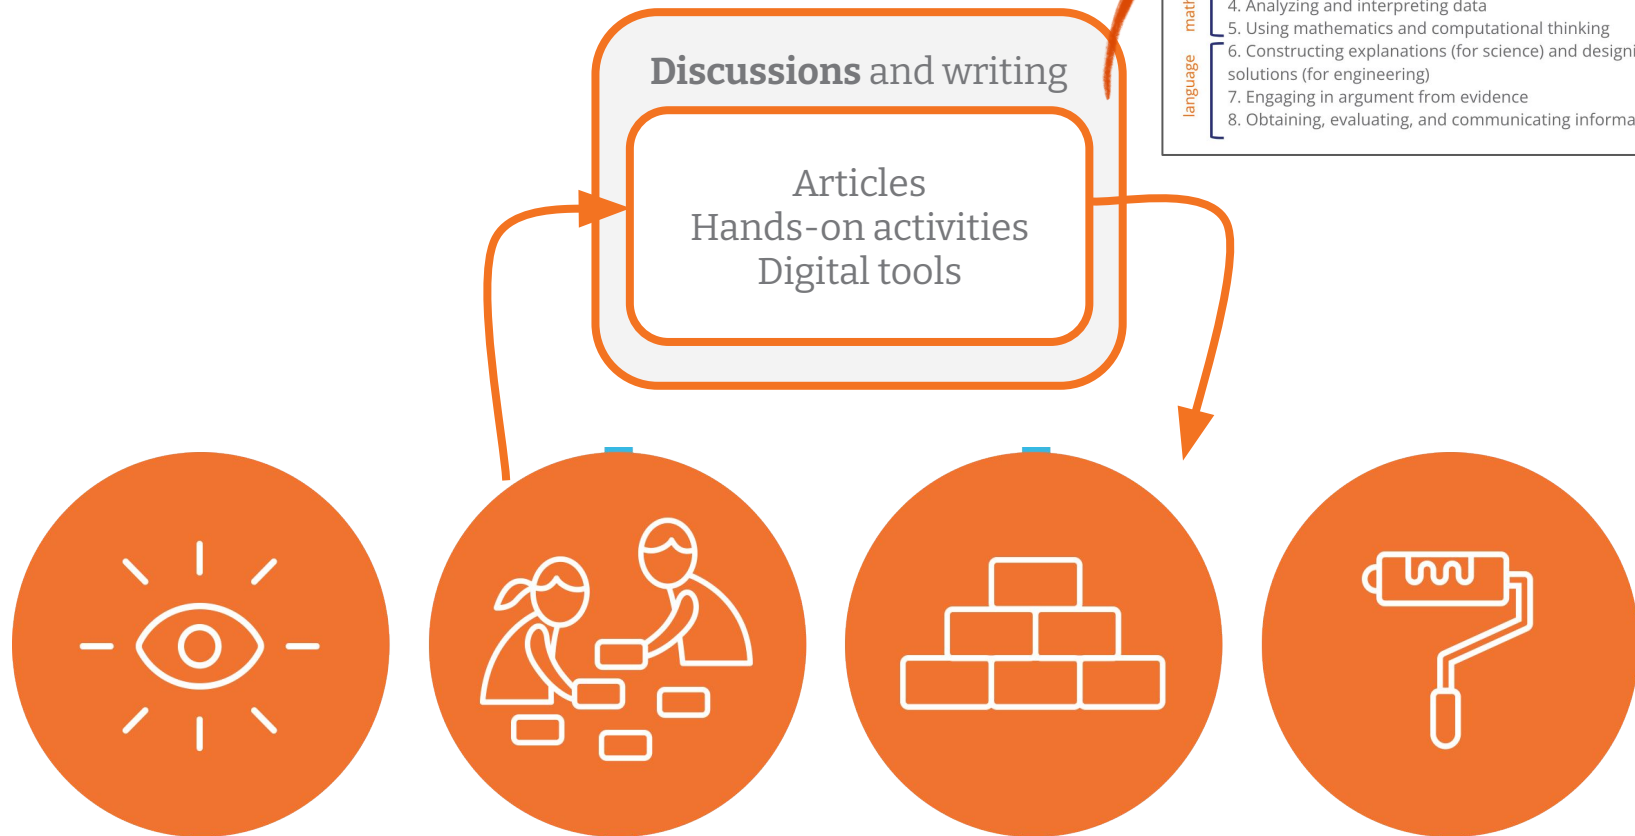 Discussions and writing
Articles
Hands-on activities
Digital tools
math
4. Analyzing and interpreting data
5. Using mathematics and computational thinking
language
6. Constructing explanations (for science) and designi
solutions (for engineering)
7. Engaging in argument from evidence
8. Obtaining, evaluating, and communicating informa